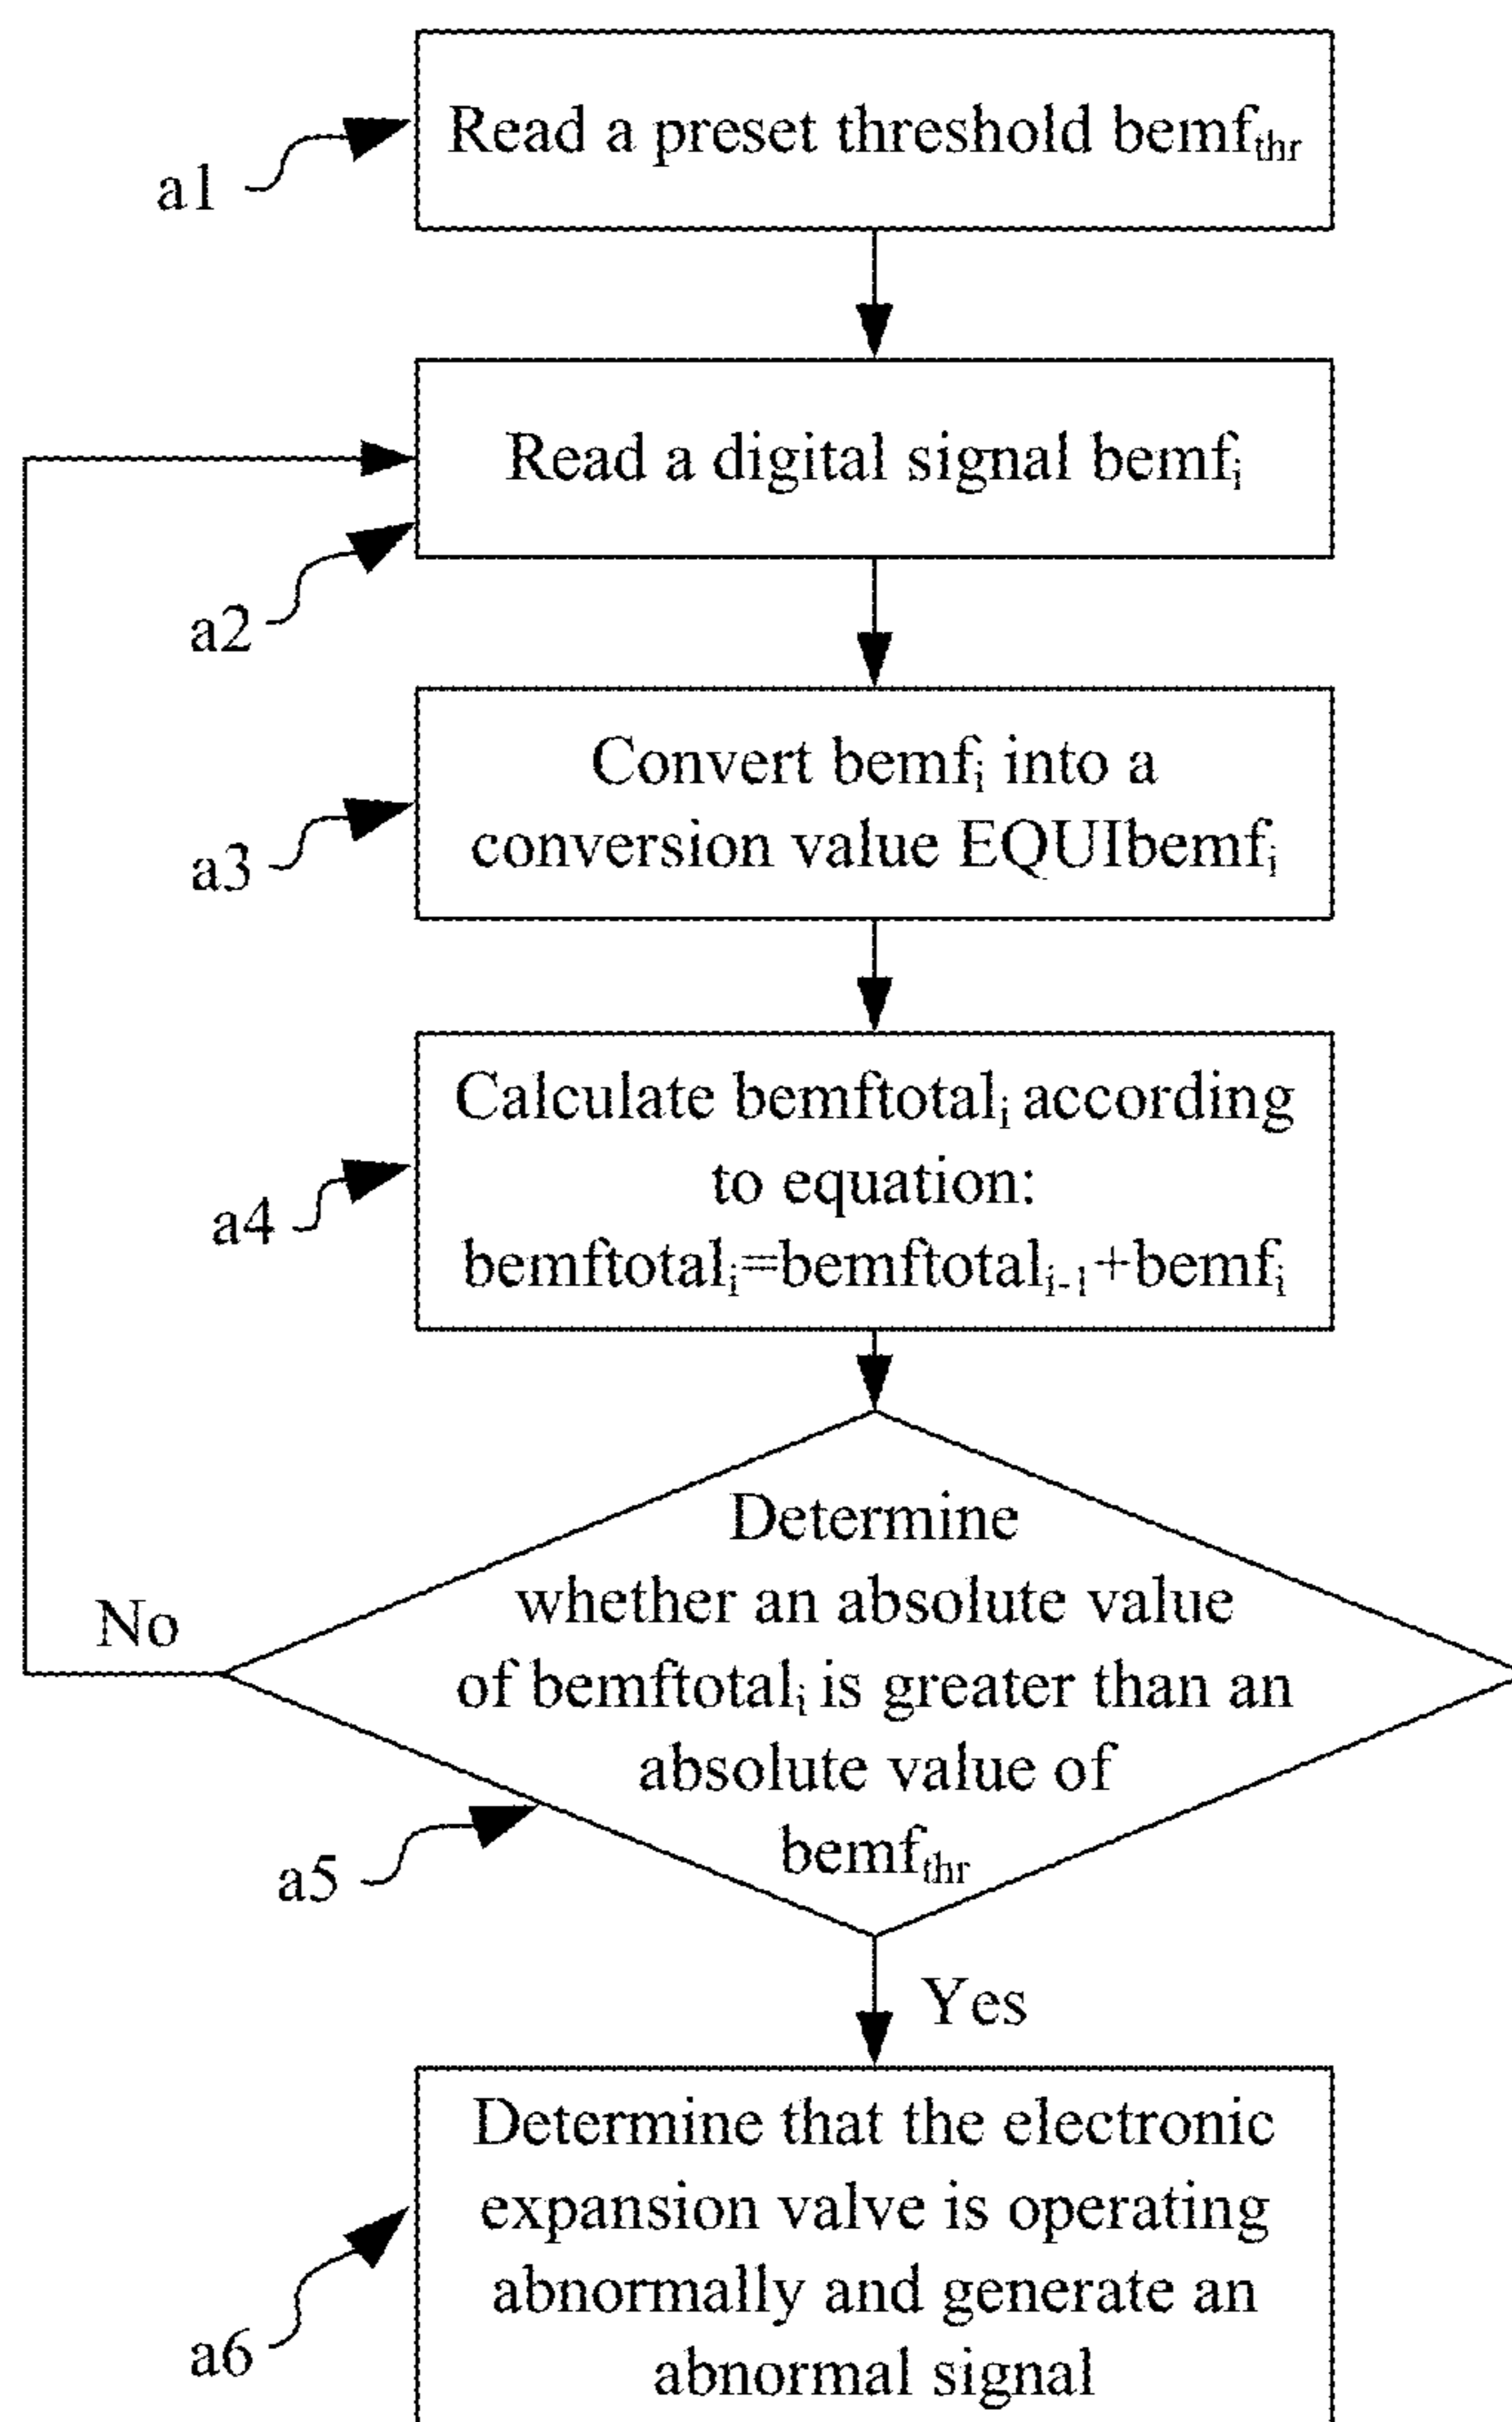 Read a preset threshold bemfthr
a1
Read a digital signal bemfi
a2
Convert bemfi into a
conversion value EQUIbemfi
a3
Calculate bemftotali according
to equation:
bemftotali=bemftotali-1+bemfi
a4
Determine
whether an absolute value
of bemftotali is greater than an
absolute value of
bemfthr
No
a5
Yes
Determine that the electronic
expansion valve is operating
abnormally and generate an
abnormal signal
a6